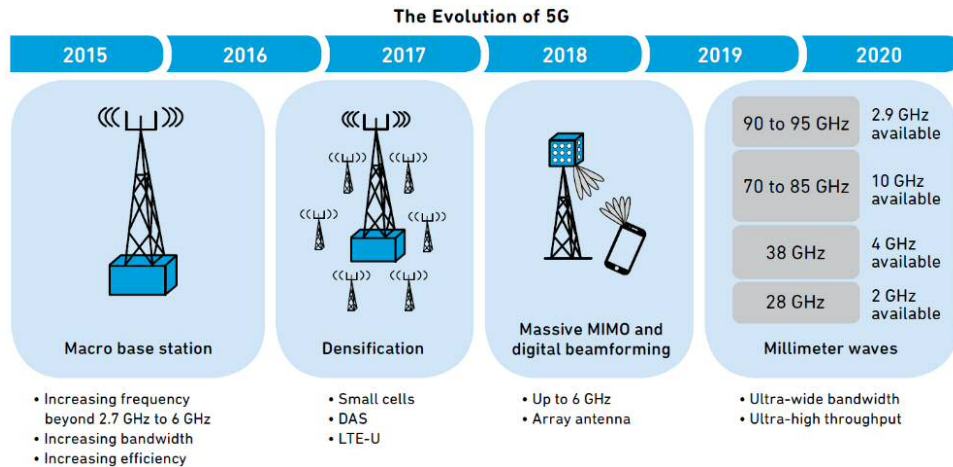 The Evolution of 5G
2015 2016 2017 2018 2019 2020
Macro base station
• Increasing frequency
beyond 2.7 GHz to 6 GHz
• Increasing bandwidth
• Increasing efficiency
Densification
• Small cells
• DAS
• LTE-U
Massive MIMO and
digital beamforming
• Up to 6 GHz
• Array antenna
90 to 95 GHz
2.9 GHz
available
70 to 85 GHz
10 GHz
available
38 GHz
4 GHz
available
28 GHz
2 GHz
available
Millimeter waves
• Ultra-wide bandwidth
• Ultra-high throughput